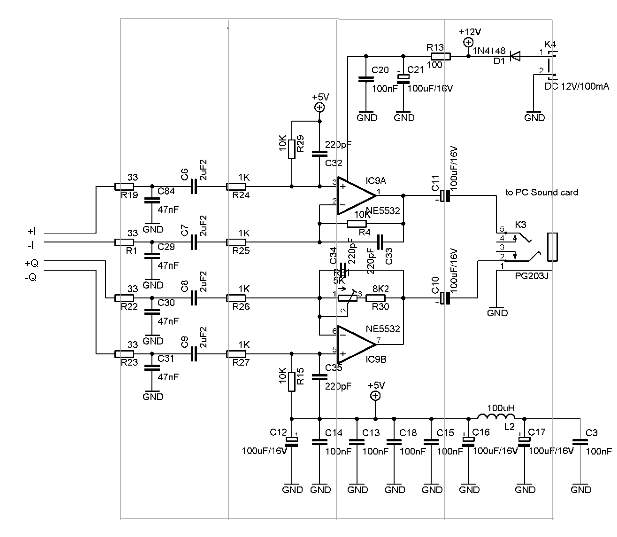 +12V
R13
100
1N4148
D1
K4
1
2
DC 12V/100mA
GND
C20
100nF
C21
100uF/16V
GND
GND
+5V
10K
R29
220pF
C32
33
R19
C84
47nF
GND
C6
2uF2
1K
R24
3
2
1
IC9A
NE5532
C11
100uF/16V
to PC Sound card
+I
-I
+Q
-Q
33
R1
C29
47nF
GND
C7
2uF2
1K
R25
10K
R4
C34
220pF
220pF
C33
K3
5
4
3
2
1
PG203J
GND
33
R22
C30
47nF
GND
C8
2uF2
1K
R26
5K
1
2
8K2
R30
C10
100uF/16V
33
R23
C31
47nF
GND
C9
2uF2
1K
R27
6
5
7
NE5532
IC9B
10K
R15
C35
220pF
+5V
100uH
L2
C12
100uF/16V
GND
C14
100nF
GND
C13
100nF
GND
C18
100nF
GND
C15
100nF
GND
C16
100uF/16V
GND
C17
100uF/16V
GND
C3
100nF
GND